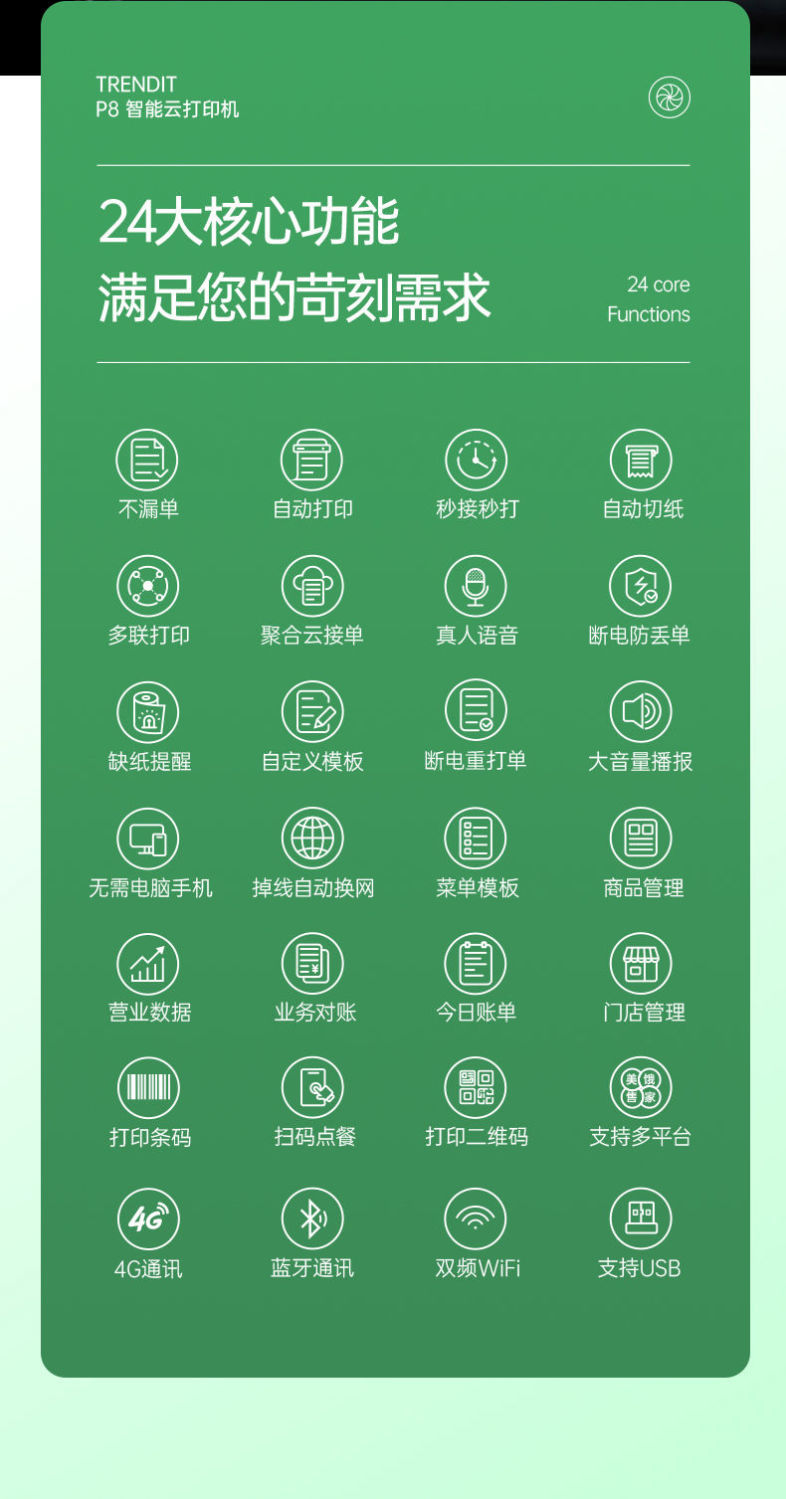 TRENDIT
P8 智能云打印机
24大核心功能
满足您的苛刻需求
24 core
Functions
不漏单 自动打印 秒接秒打 自动切纸
多联打印 聚合云接单 真人语音 断电防丢单
缺纸提醒 自定义模板 断电重打单 大音量播报
无需电脑手机 掉线自动换网 菜单模板 商品管理
¥
营业数据 业务对账 今日账单 门店管理
美 饿
售 家
打印条码 扫码点餐 打印二维码 支持多平台
4G
4G通讯 蓝牙通讯 双频WiFi 支持USB